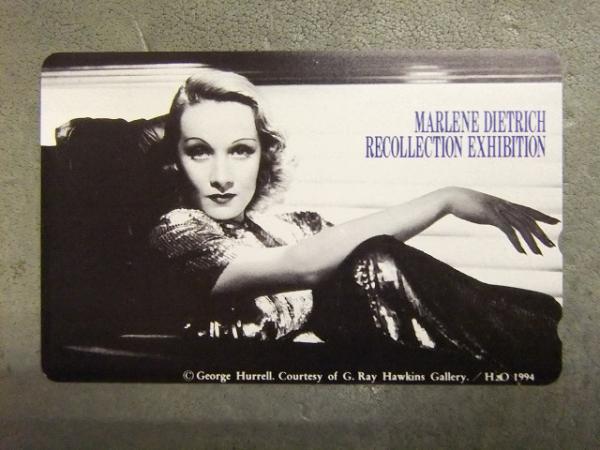 MARLENE DIETRICH
RECOLLECTION EXHIBITION
© George Hurrell. Courtesy of G. Ray Hawkins Gallery. / H2O 1994